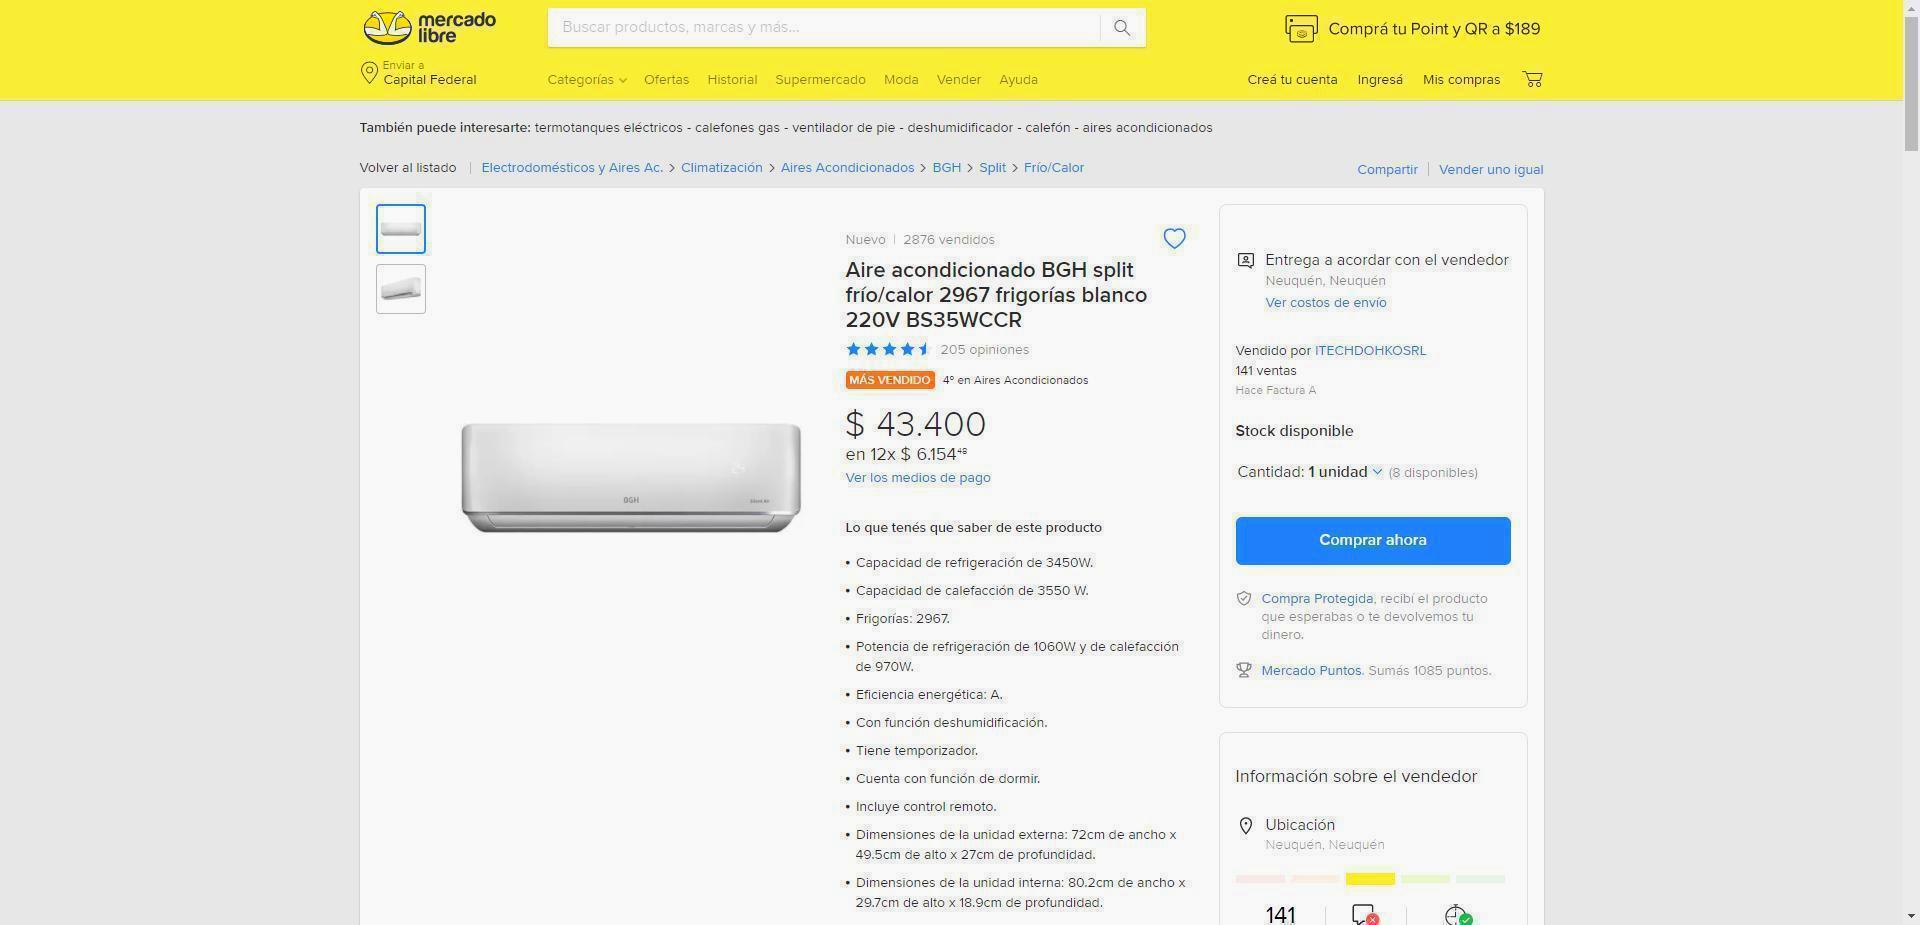 mercado
libre
Buscar productos, marcas y más...
Comprá tu Point y QR a $189
Enviar a
Capital Federal
Categorías Ofertas Historial Supermercado Moda Vender Ayuda
Creá tu cuenta Ingresá Mis compras
También puede interesarte: termotanques eléctricos - calefones gas - ventilador de pie - deshumidificador - calefón - aires acondicionados
Volver al listado | Electrodomésticos y Aires Ac. > Climatización > Aires Acondicionados > BGH > Split > Frío/Calor
Compartir | Vender uno igual
Nuevo | 2876 vendidos
Aire acondicionado BGH split
frío/calor 2967 frigorías blanco
220V BS35WCCR
205 opiniones
MÁS VENDIDO 4º en Aires Acondicionados
$ 43.400
en 12x $ 6.154⁴⁸
Ver los medios de pago
BGH
Silent Air
Lo que tenés que saber de este producto
• Capacidad de refrigeración de 3450W.
• Capacidad de calefacción de 3550 W.
• Frigorías: 2967.
• Potencia de refrigeración de 1060W y de calefacción
de 970W.
• Eficiencia energética: A.
• Con función deshumidificación.
• Tiene temporizador.
• Cuenta con función de dormir.
• Incluye control remoto.
• Dimensiones de la unidad externa: 72cm de ancho x
49.5cm de alto x 27cm de profundidad.
• Dimensiones de la unidad interna: 80.2cm de ancho x
29.7cm de alto x 18.9cm de profundidad.
Entrega a acordar con el vendedor
Neuquén, Neuquén
Ver costos de envío
Vendido por ITECHDOHKOSRL
141 ventas
Hace Factura A
Stock disponible
Cantidad: 1 unidad (8 disponibles)
Comprar ahora
Compra Protegida, recibí el producto
que esperabas o te devolvemos tu
dinero.
Mercado Puntos. Sumás 1085 puntos.
Información sobre el vendedor
Ubicación
Neuquén, Neuquén
141